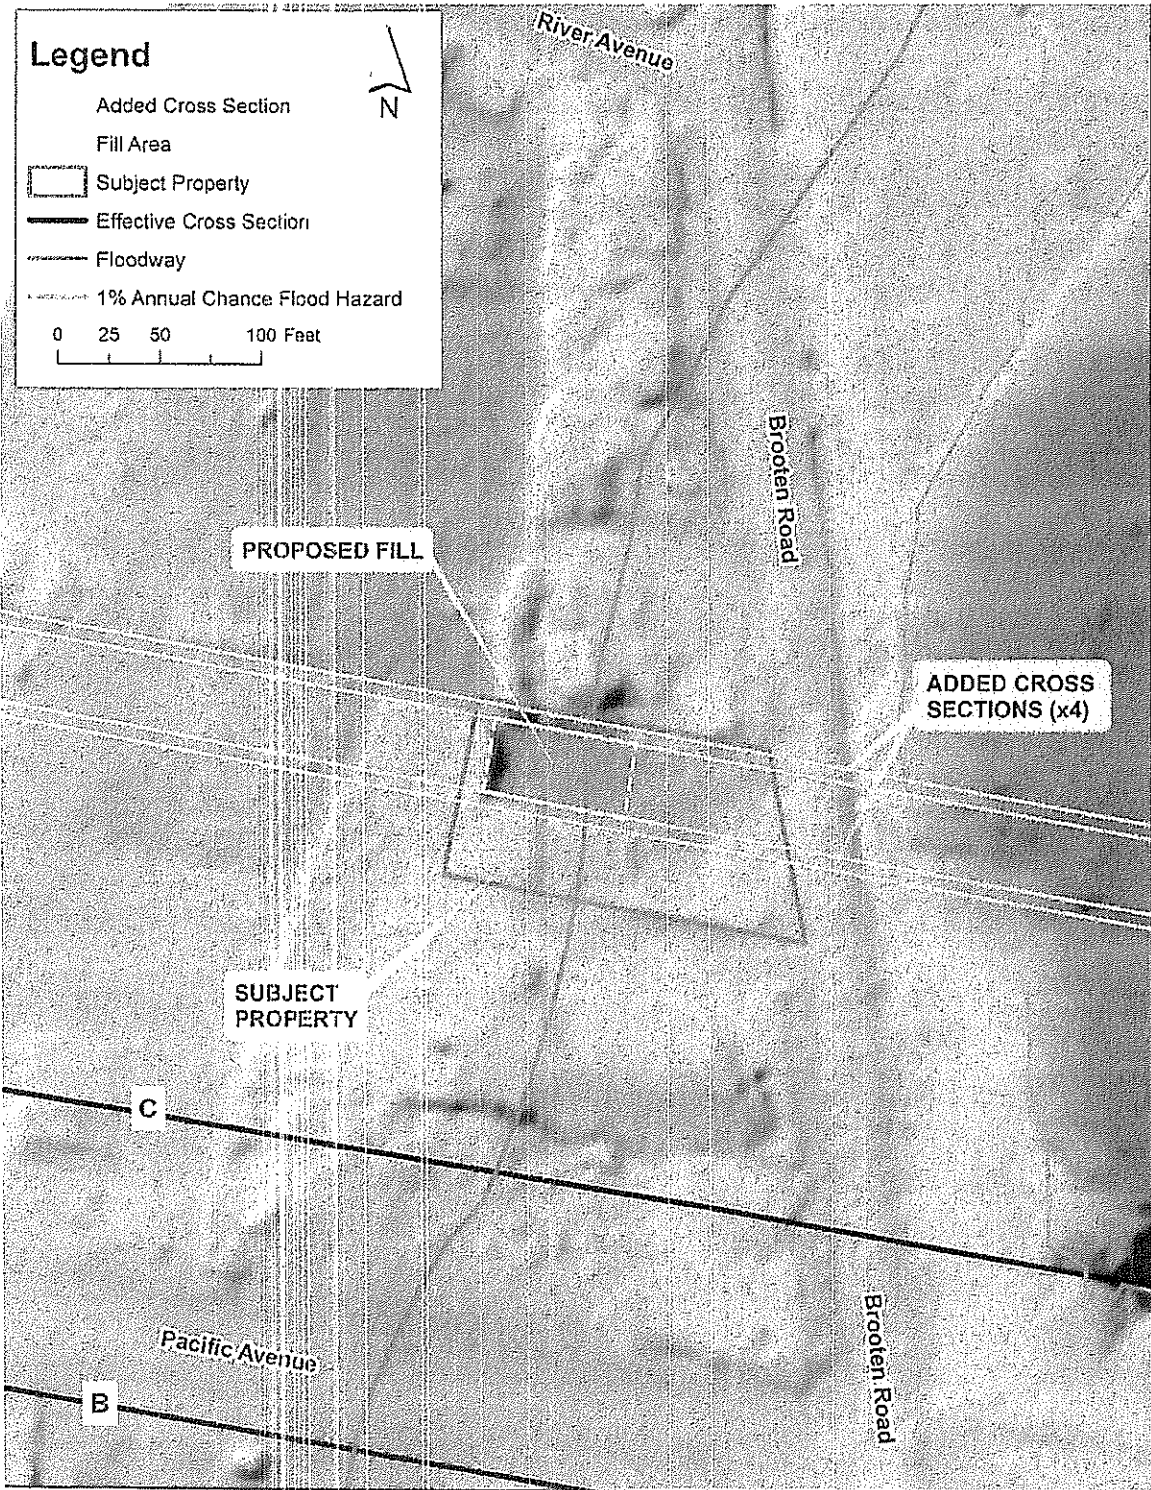 Legend
N
Added Cross Section
Fill Area
Subject Property
Effective Cross Section
Floodway
1% Annual Chance Flood Hazard
0 25 50 100 Feet
River Avenue
Brooten Road
PROPOSED FILL
ADDED CROSS
SECTIONS (x4)
SUBJECT
PROPERTY
C
Pacific Avenue
Brooten Road
B